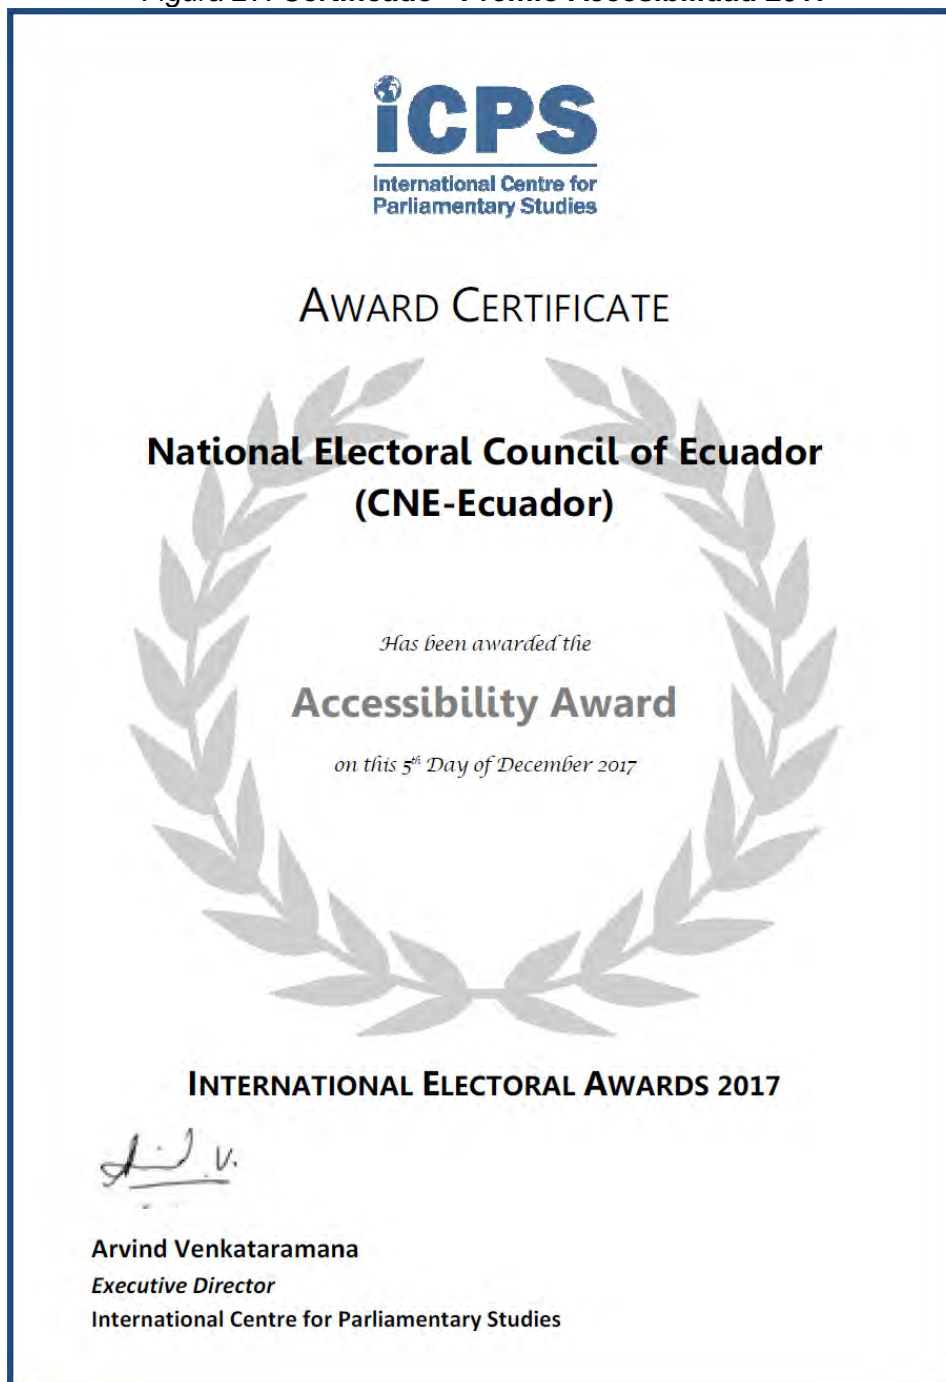 iCPS
International Centre for
Parliamentary Studies
AWARD CERTIFICATE
National Electoral Council of Ecuador
(CNE-Ecuador)
Has been awarded the
Accessibility Award
on this 5th Day of December 2017
INTERNATIONAL ELECTORAL AWARDS 2017
V.
Arvind Venkataramana
Executive Director
International Centre for Parliamentary Studies